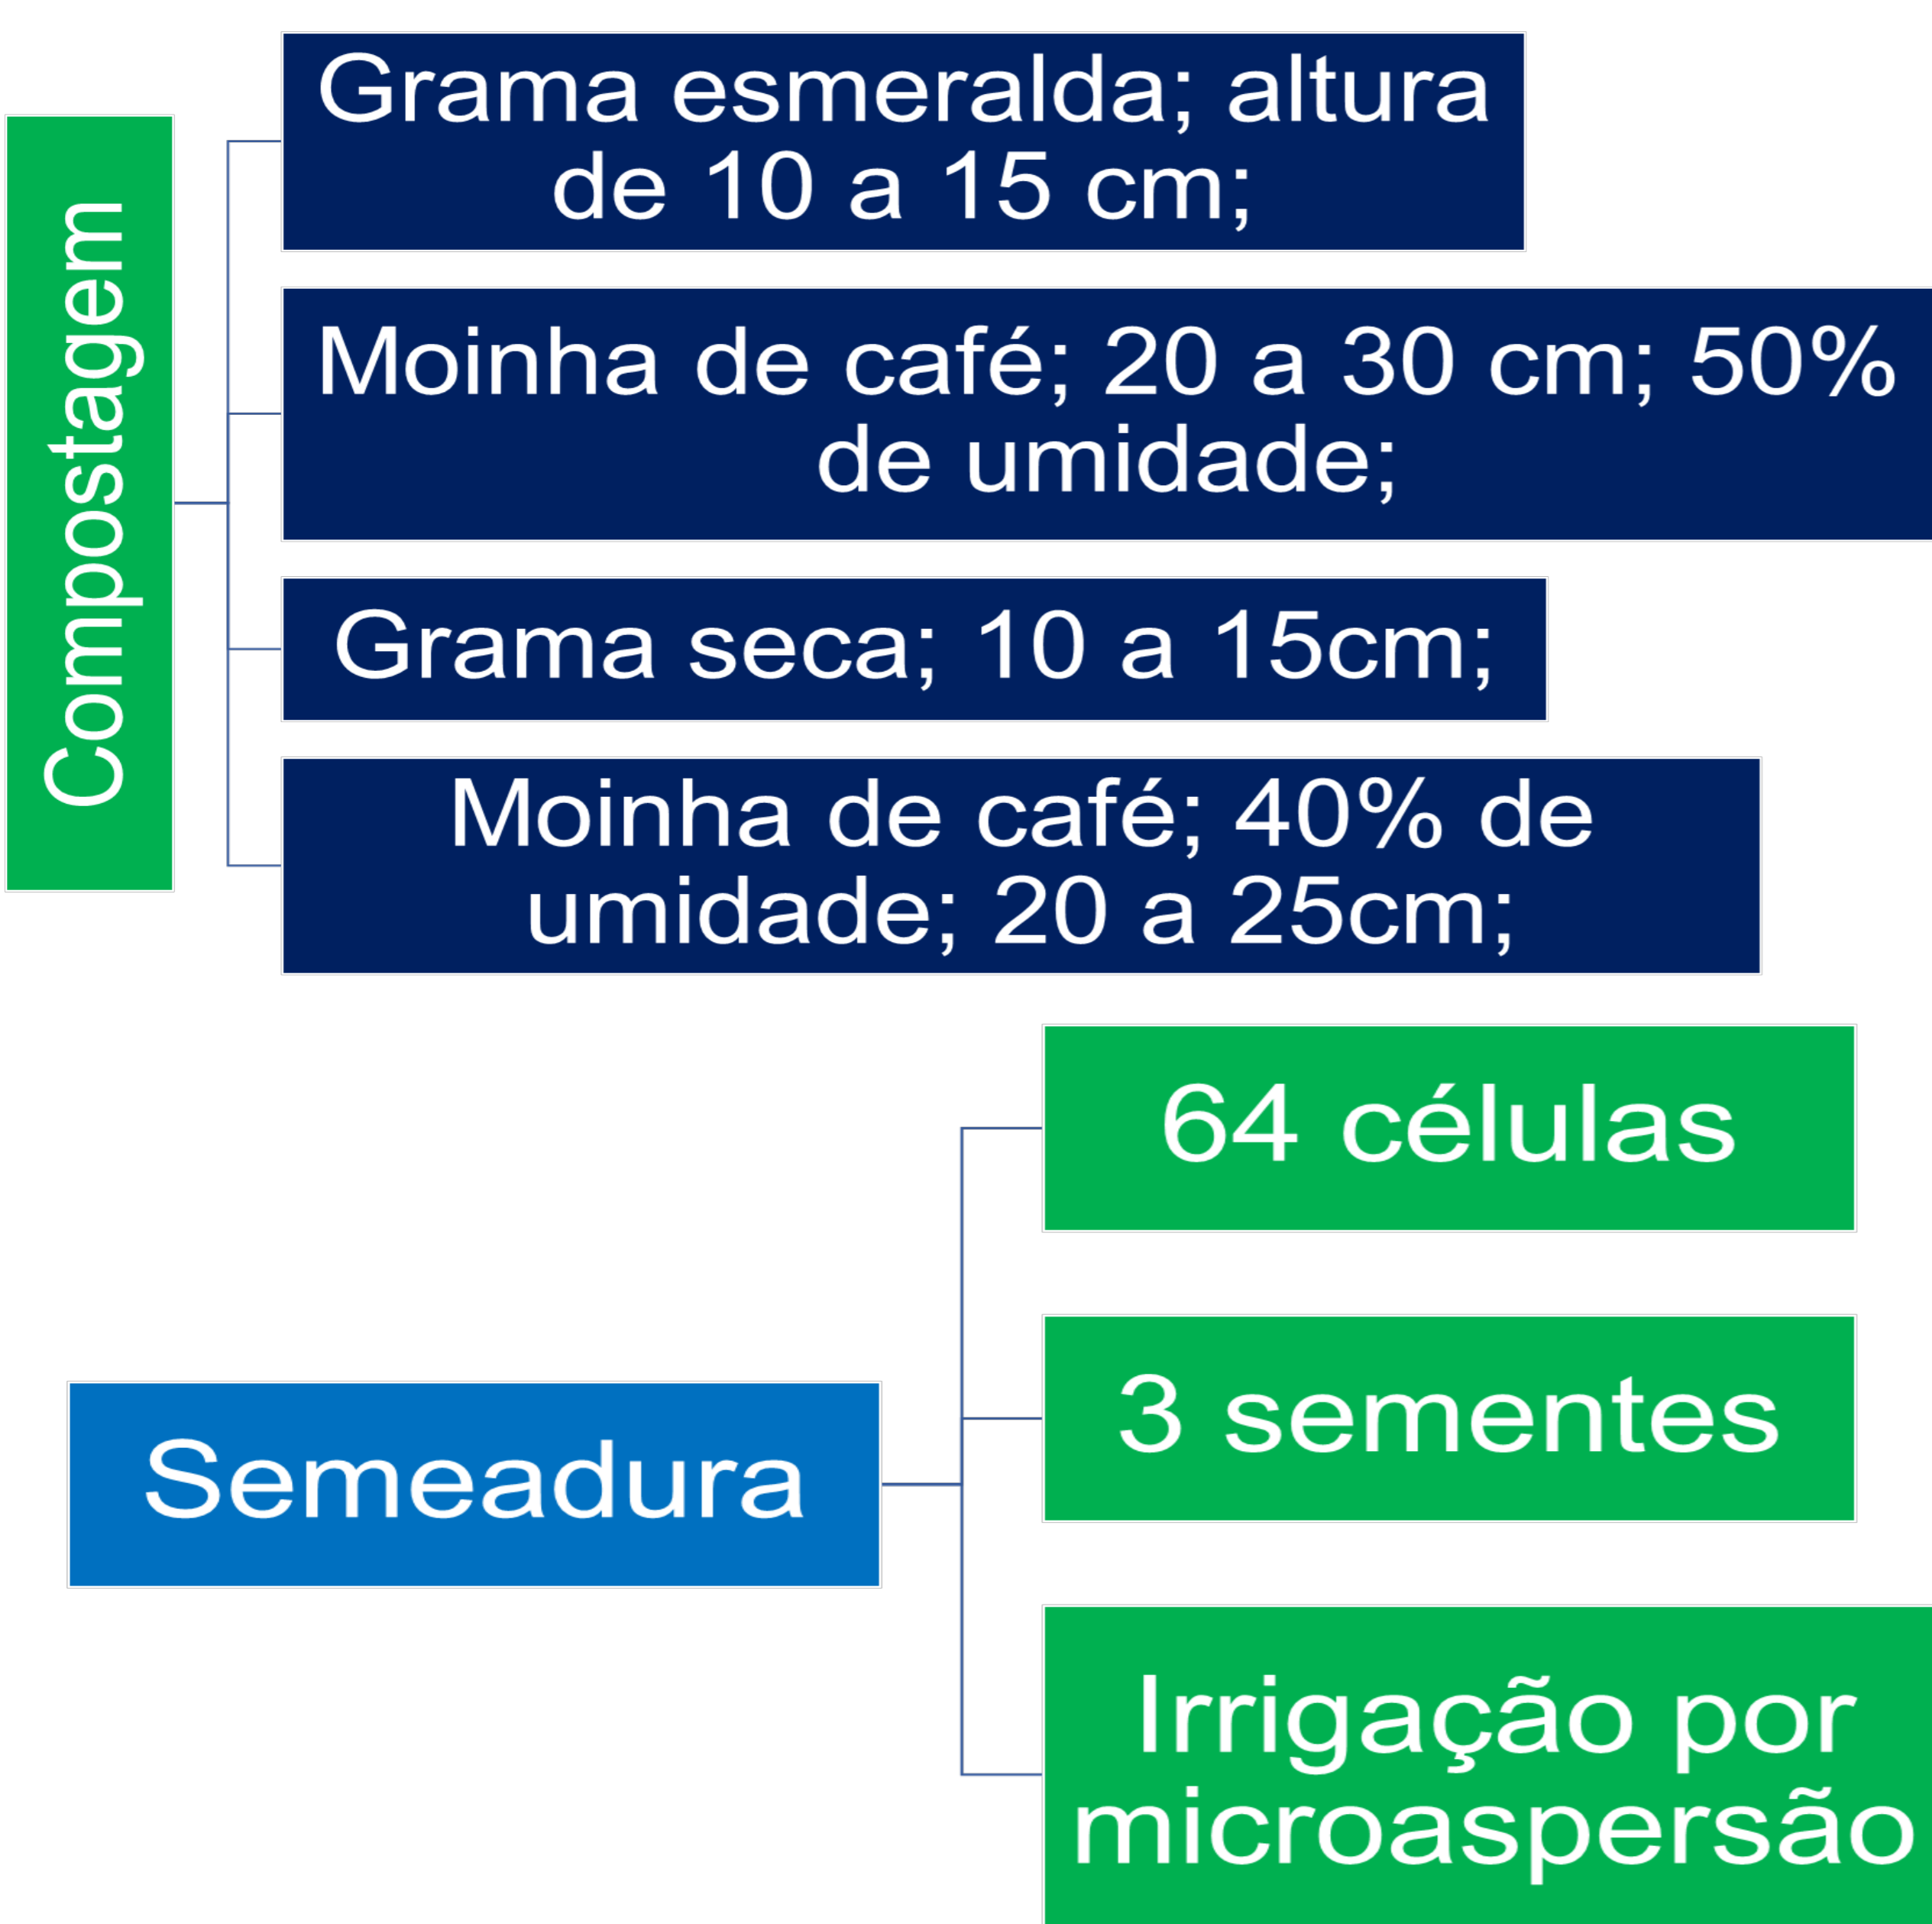 Compostagem
Grama esmeralda; altura
de 10 a 15 cm;
Moinha de café; 20 a 30 cm; 50%
de umidade;
Grama seca; 10 a 15cm;
Moinha de café; 40% de
umidade; 20 a 25cm;
Semeadura
64 células
3 sementes
Irrigação por
microaspersão